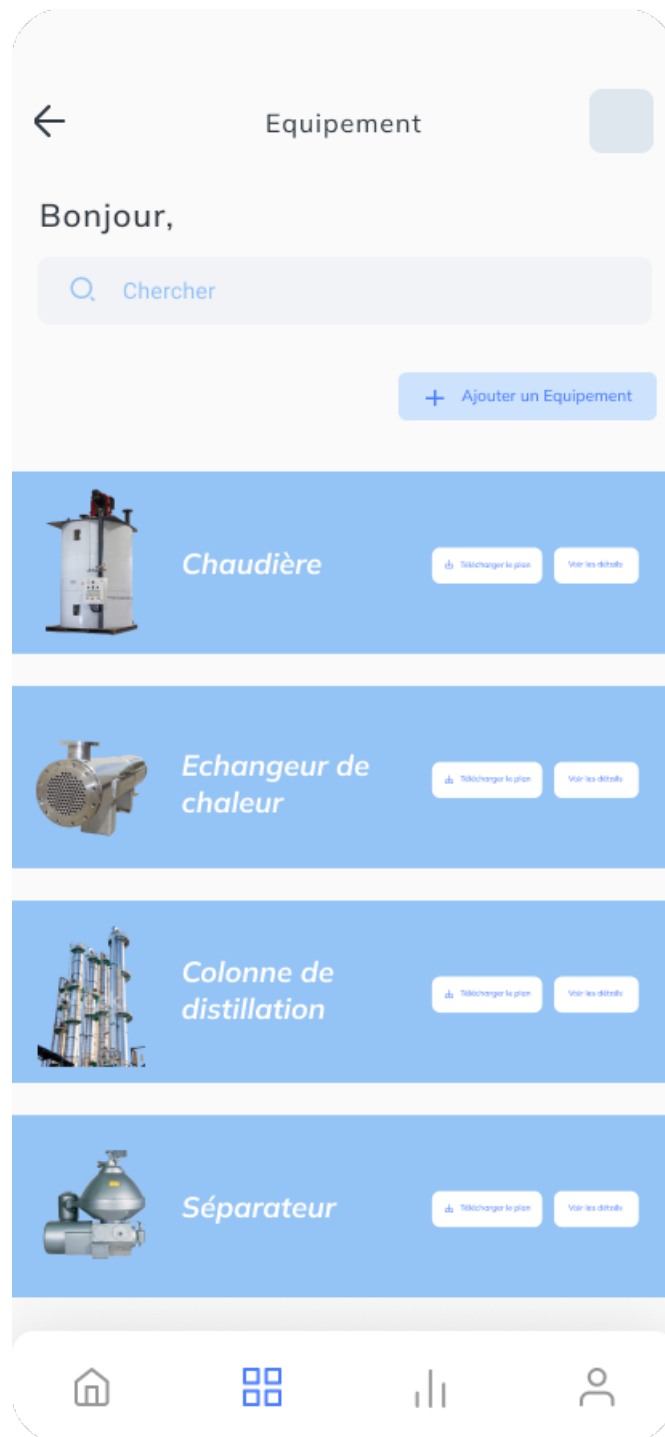 Equipement
Bonjour,
Chercher
Ajouter un Equipement
Chaudière
Télécharger le plan
Voir les détails
Echangeur de
chaleur
Télécharger le plan
Voir les détails
Colonne de
distillation
Télécharger le plan
Voir les détails
Séparateur
Télécharger le plan
Voir les détails